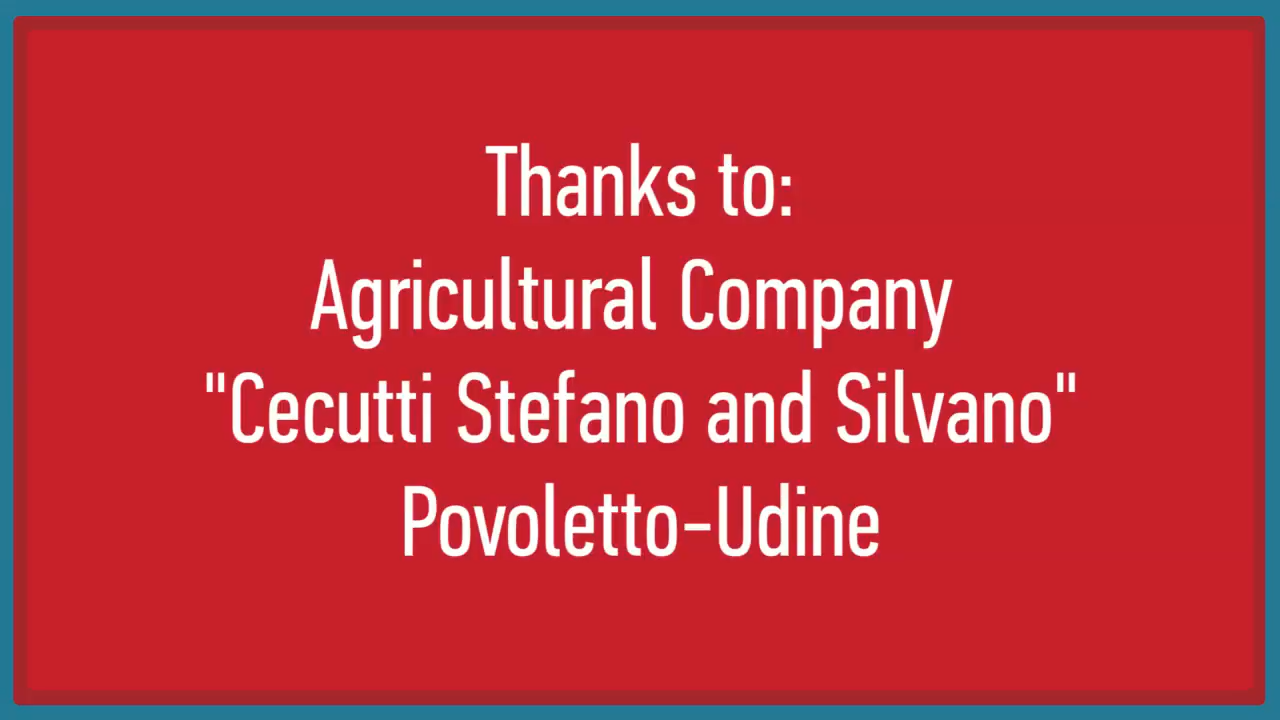 Thanks to:
Agricultural Company
"Cecutti Stefano and Silvano"
Povoletto-Udine